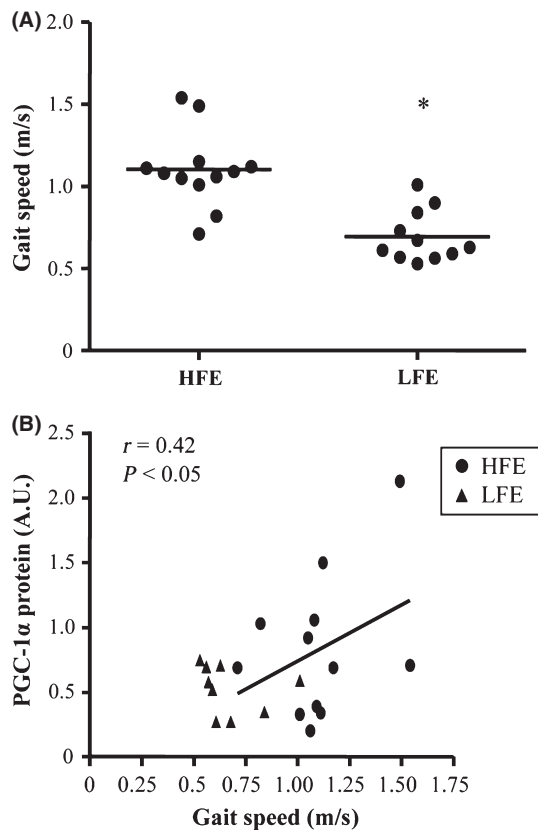 (A)
2.0
1.5
1.0
0.5
0
Gait speed (m/s)
*
HFE LFE
(B)
2.5
2.0
1.5
1.0
0.5
0
PGC-1α protein (A.U.)
r = 0.42
P < 0.05
HFE
LFE
0 0.25 0.5 0.75 1.00 1.25 1.50 1.75
Gait speed (m/s)